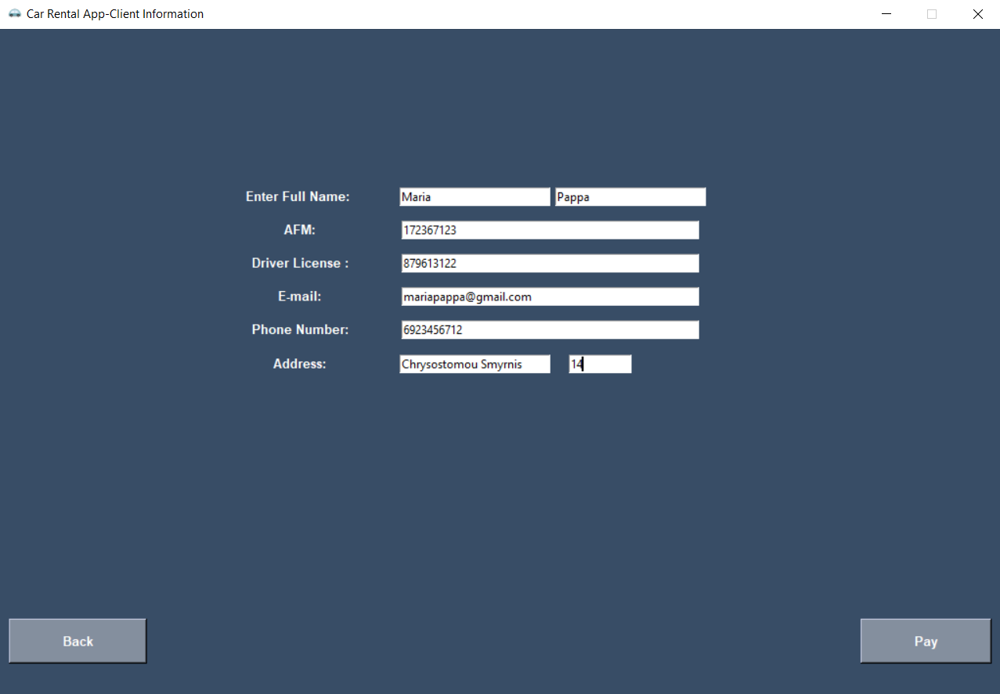 Car Rental App-Client Information
Enter Full Name: Maria Pappa
AFM: 172367123
Driver License : 879613122
E-mail: mariapappa@gmail.com
Phone Number: 6923456712
Address: Chrysostomou Smyrnis 14
Back Pay